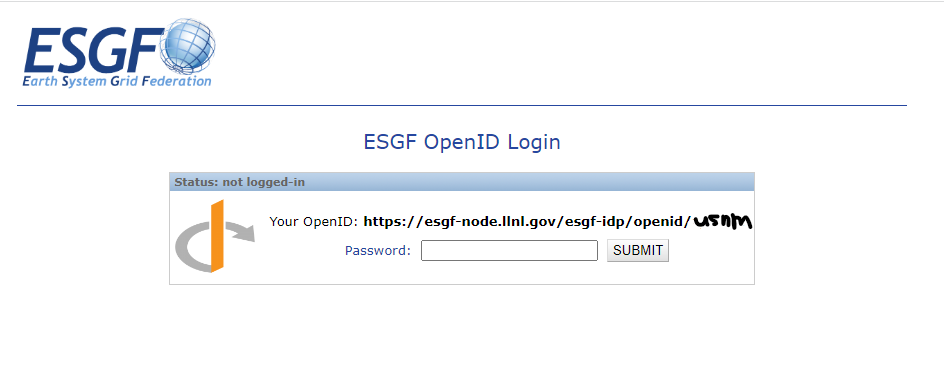 ESGF
Earth System Grid Federation
ESGF OpenID Login
Status: not logged-in
Your OpenID: https://esgf-node.llnl.gov/esgf-idp/openid/usnm
Password:
SUBMIT